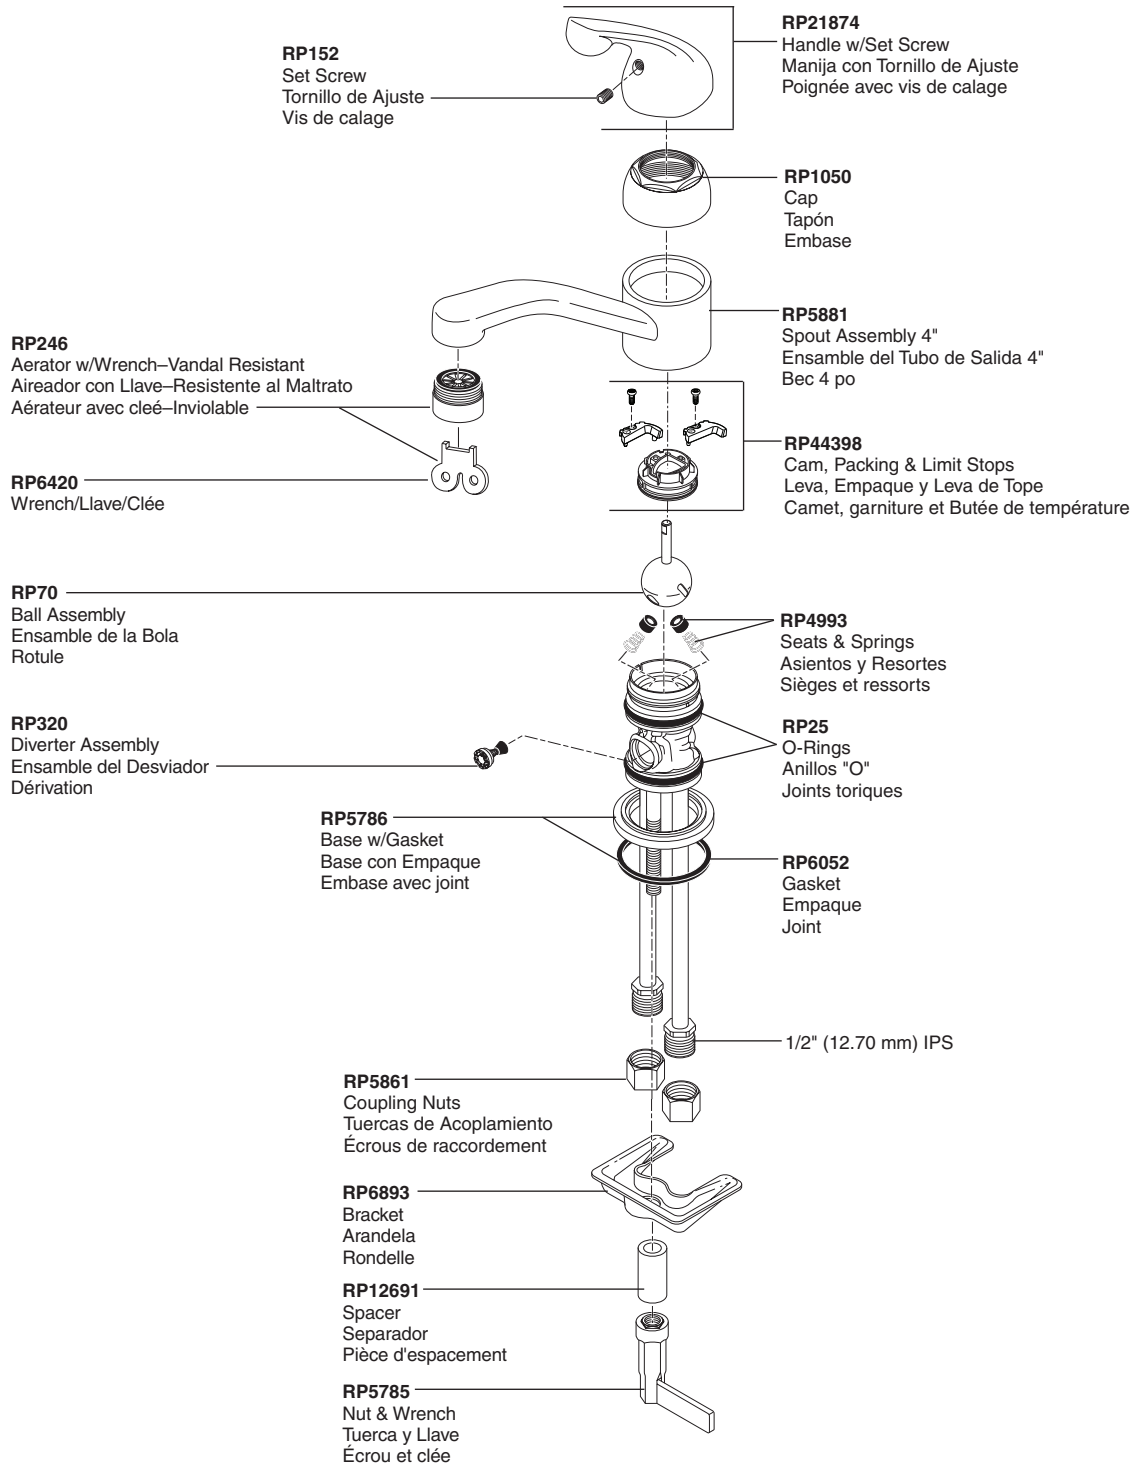 RP21874
Handle w/Set Screw
Manija con Tornillo de Ajuste
Poignée avec vis de calage
RP152
Set Screw
Tornillo de Ajuste
Vis de calage
RP1050
Cap
Tapón
Embase
RP5881
Spout Assembly 4"
Ensamble del Tubo de Salida 4"
Bec 4 po
RP246
Aerator w/Wrench–Vandal Resistant
Aireador con Llave–Resistente al Maltrato
Aérateur avec cleé–Inviolable
RP44398
Cam, Packing & Limit Stops
Leva, Empaque y Leva de Tope
Camet, garniture et Butée de température
RP6420
Wrench/Llave/Clée
RP70
Ball Assembly
Ensamble de la Bola
Rotule
RP4993
Seats & Springs
Asientos y Resortes
Sièges et ressorts
RP320
Diverter Assembly
Ensamble del Desviador
Dérivation
RP25
O-Rings
Anillos "O"
Joints toriques
RP5786
Base w/Gasket
Base con Empaque
Embase avec joint
RP6052
Gasket
Empaque
Joint
1/2" (12.70 mm) IPS
RP5861
Coupling Nuts
Tuercas de Acoplamiento
Écrous de raccordement
RP6893
Bracket
Arandela
Rondelle
RP12691
Spacer
Separador
Pièce d'espacement
RP5785
Nut & Wrench
Tuerca y Llave
Écrou et clée